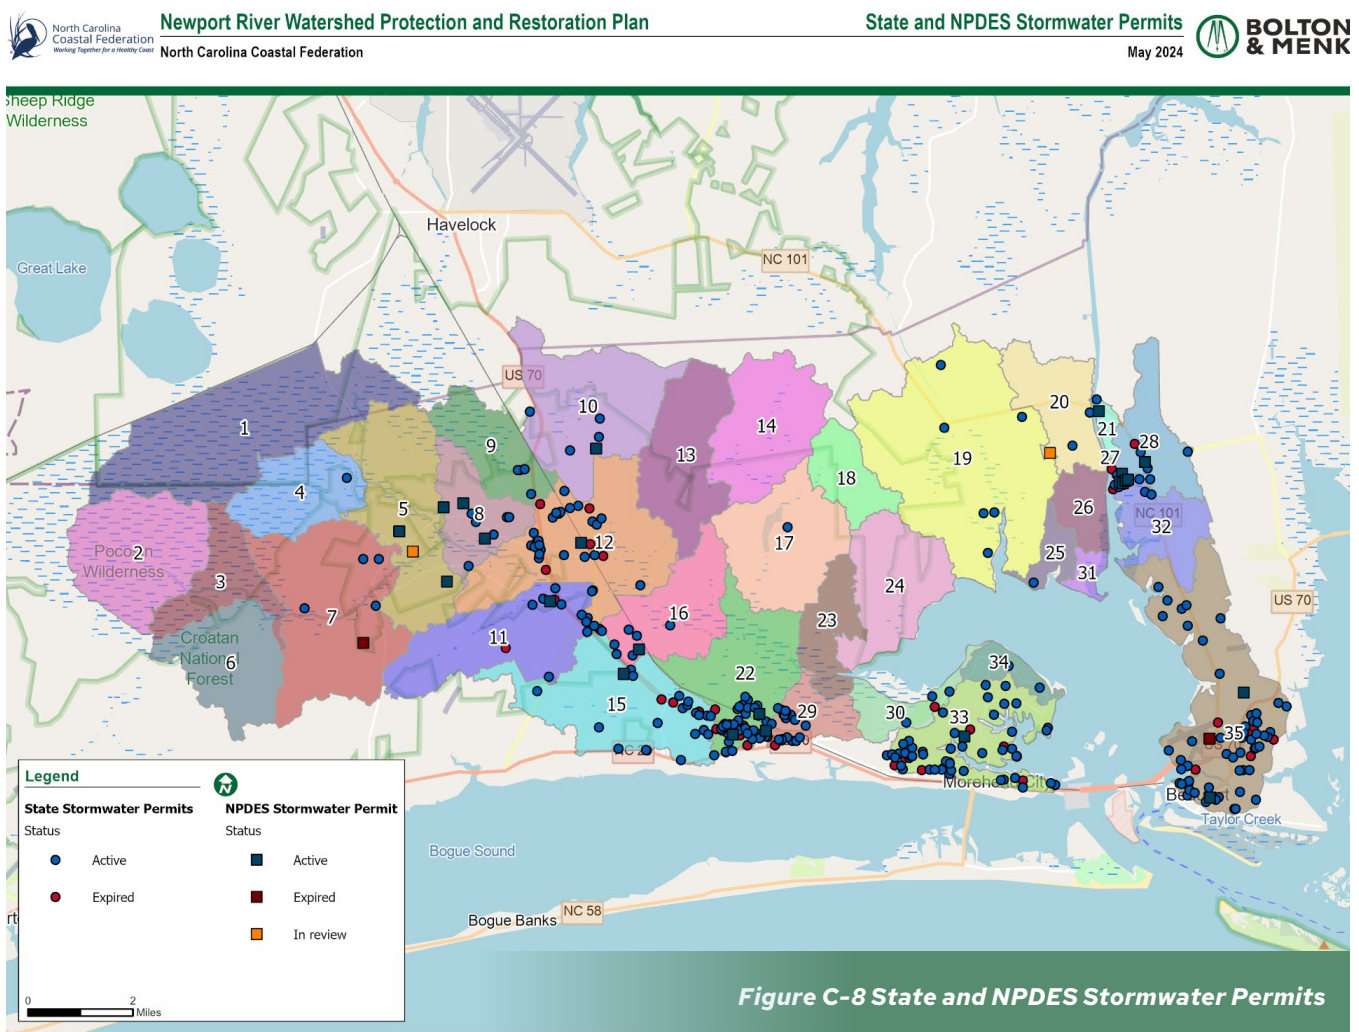 North Carolina
Coastal Federation
Working Together for a Healthy Coast
Newport River Watershed Protection and Restoration Plan
North Carolina Coastal Federation
State and NPDES Stormwater Permits
May 2024
BOLTON
& MENK
Sheep Ridge
Wilderness
Great Lake
Havelock
NC 101
US 70
1
2
3
4
5
6
7
8
9
10
11
12
13
14
15
16
17
18
19
20
21
22
23
24
25
26
27
28
29
30
31
32
33
34
35
Wilderness
Croatan
National
Forest
NC 101
US 70
Morehead City
Taylor Creek
Bogue Sound
Bogue Banks
NC 58
Legend
N
State Stormwater Permits
Status
Active
Expired
NPDES Stormwater Permit
Status
Active
Expired
In review
0
2
Miles
Figure C-8 State and NPDES Stormwater Permits